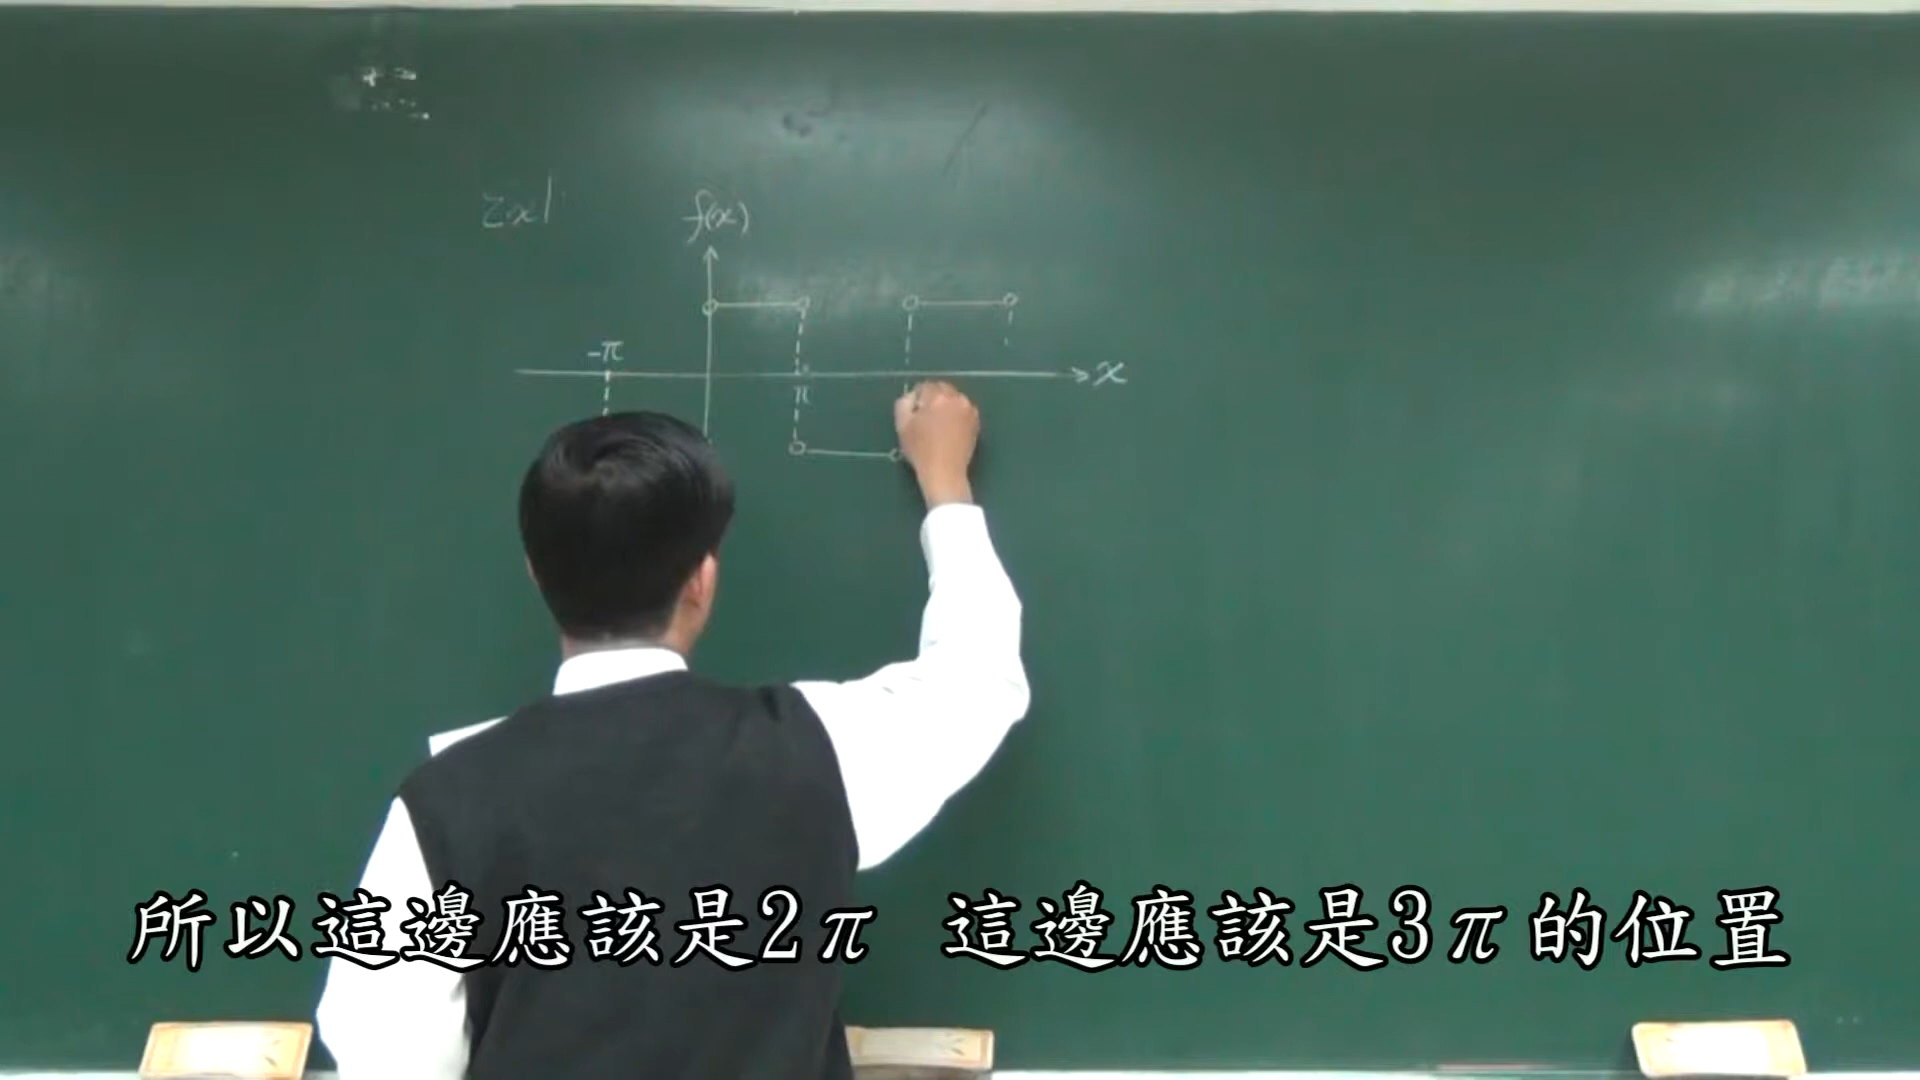 f(x)
-π
π
x
所以這邊應該是2π 這邊應該是3π的位置